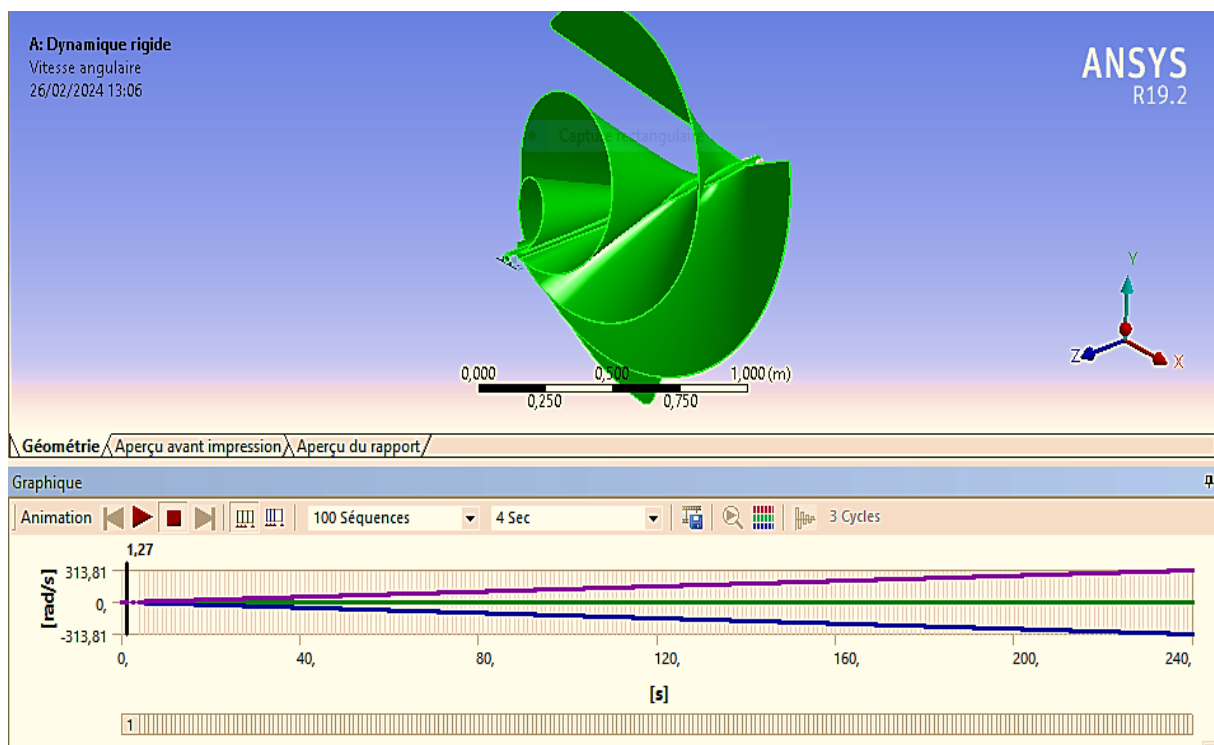 A: Dynamique rigide
Vitesse angulaire
26/02/2024 13:06
ANSYS
R19.2
Capture rectangulaire
Y
Z
X
0,000 0,500 1,000 (m)
0,250 0,750
Géométrie Aperçu avant impression Aperçu du rapport
Graphique
Animation 100 Séquences 4 Sec 3 Cycles
1,27
[rad/s]
313,81
0,
-313,81
0, 40, 80, 120, 160, 200, 240,
[s]
1